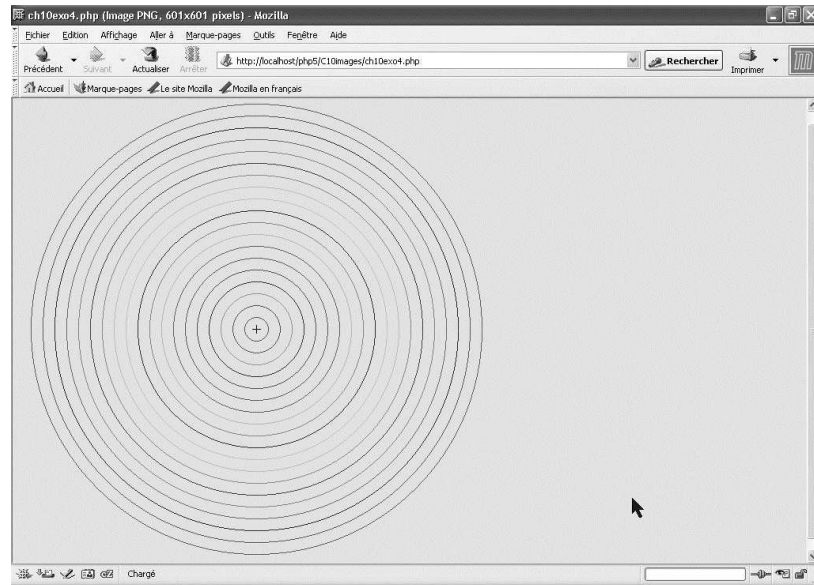 ch10exo4.php (Image PNG, 601x601 pixels) - Mozilla
Fichier Edition Affichage Aller à Marque-pages Outils Fenêtre Aide
Précédent Suivant Actualiser Arrêter http://localhost/php5/C10images/ch10exo4.php Rechercher Imprimer
Accueil Marque-pages Le site Mozilla Mozilla en français
Chargé